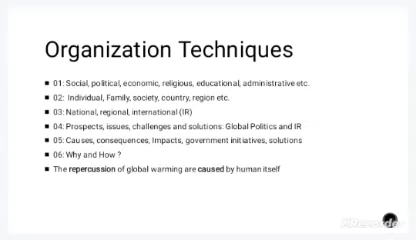 Organization Techniques
01: Social, political, economic, religious, educational, administrative etc.
02: Individual, Family, society, country, region etc.
03: National, regional, international (IR)
04: Prospects, issues, challenges and solutions: Global Politics and IR
05: Causes, consequences, Impacts, government initiatives, solutions
06: Why and How ?
The repercussion of global warming are caused by human itself